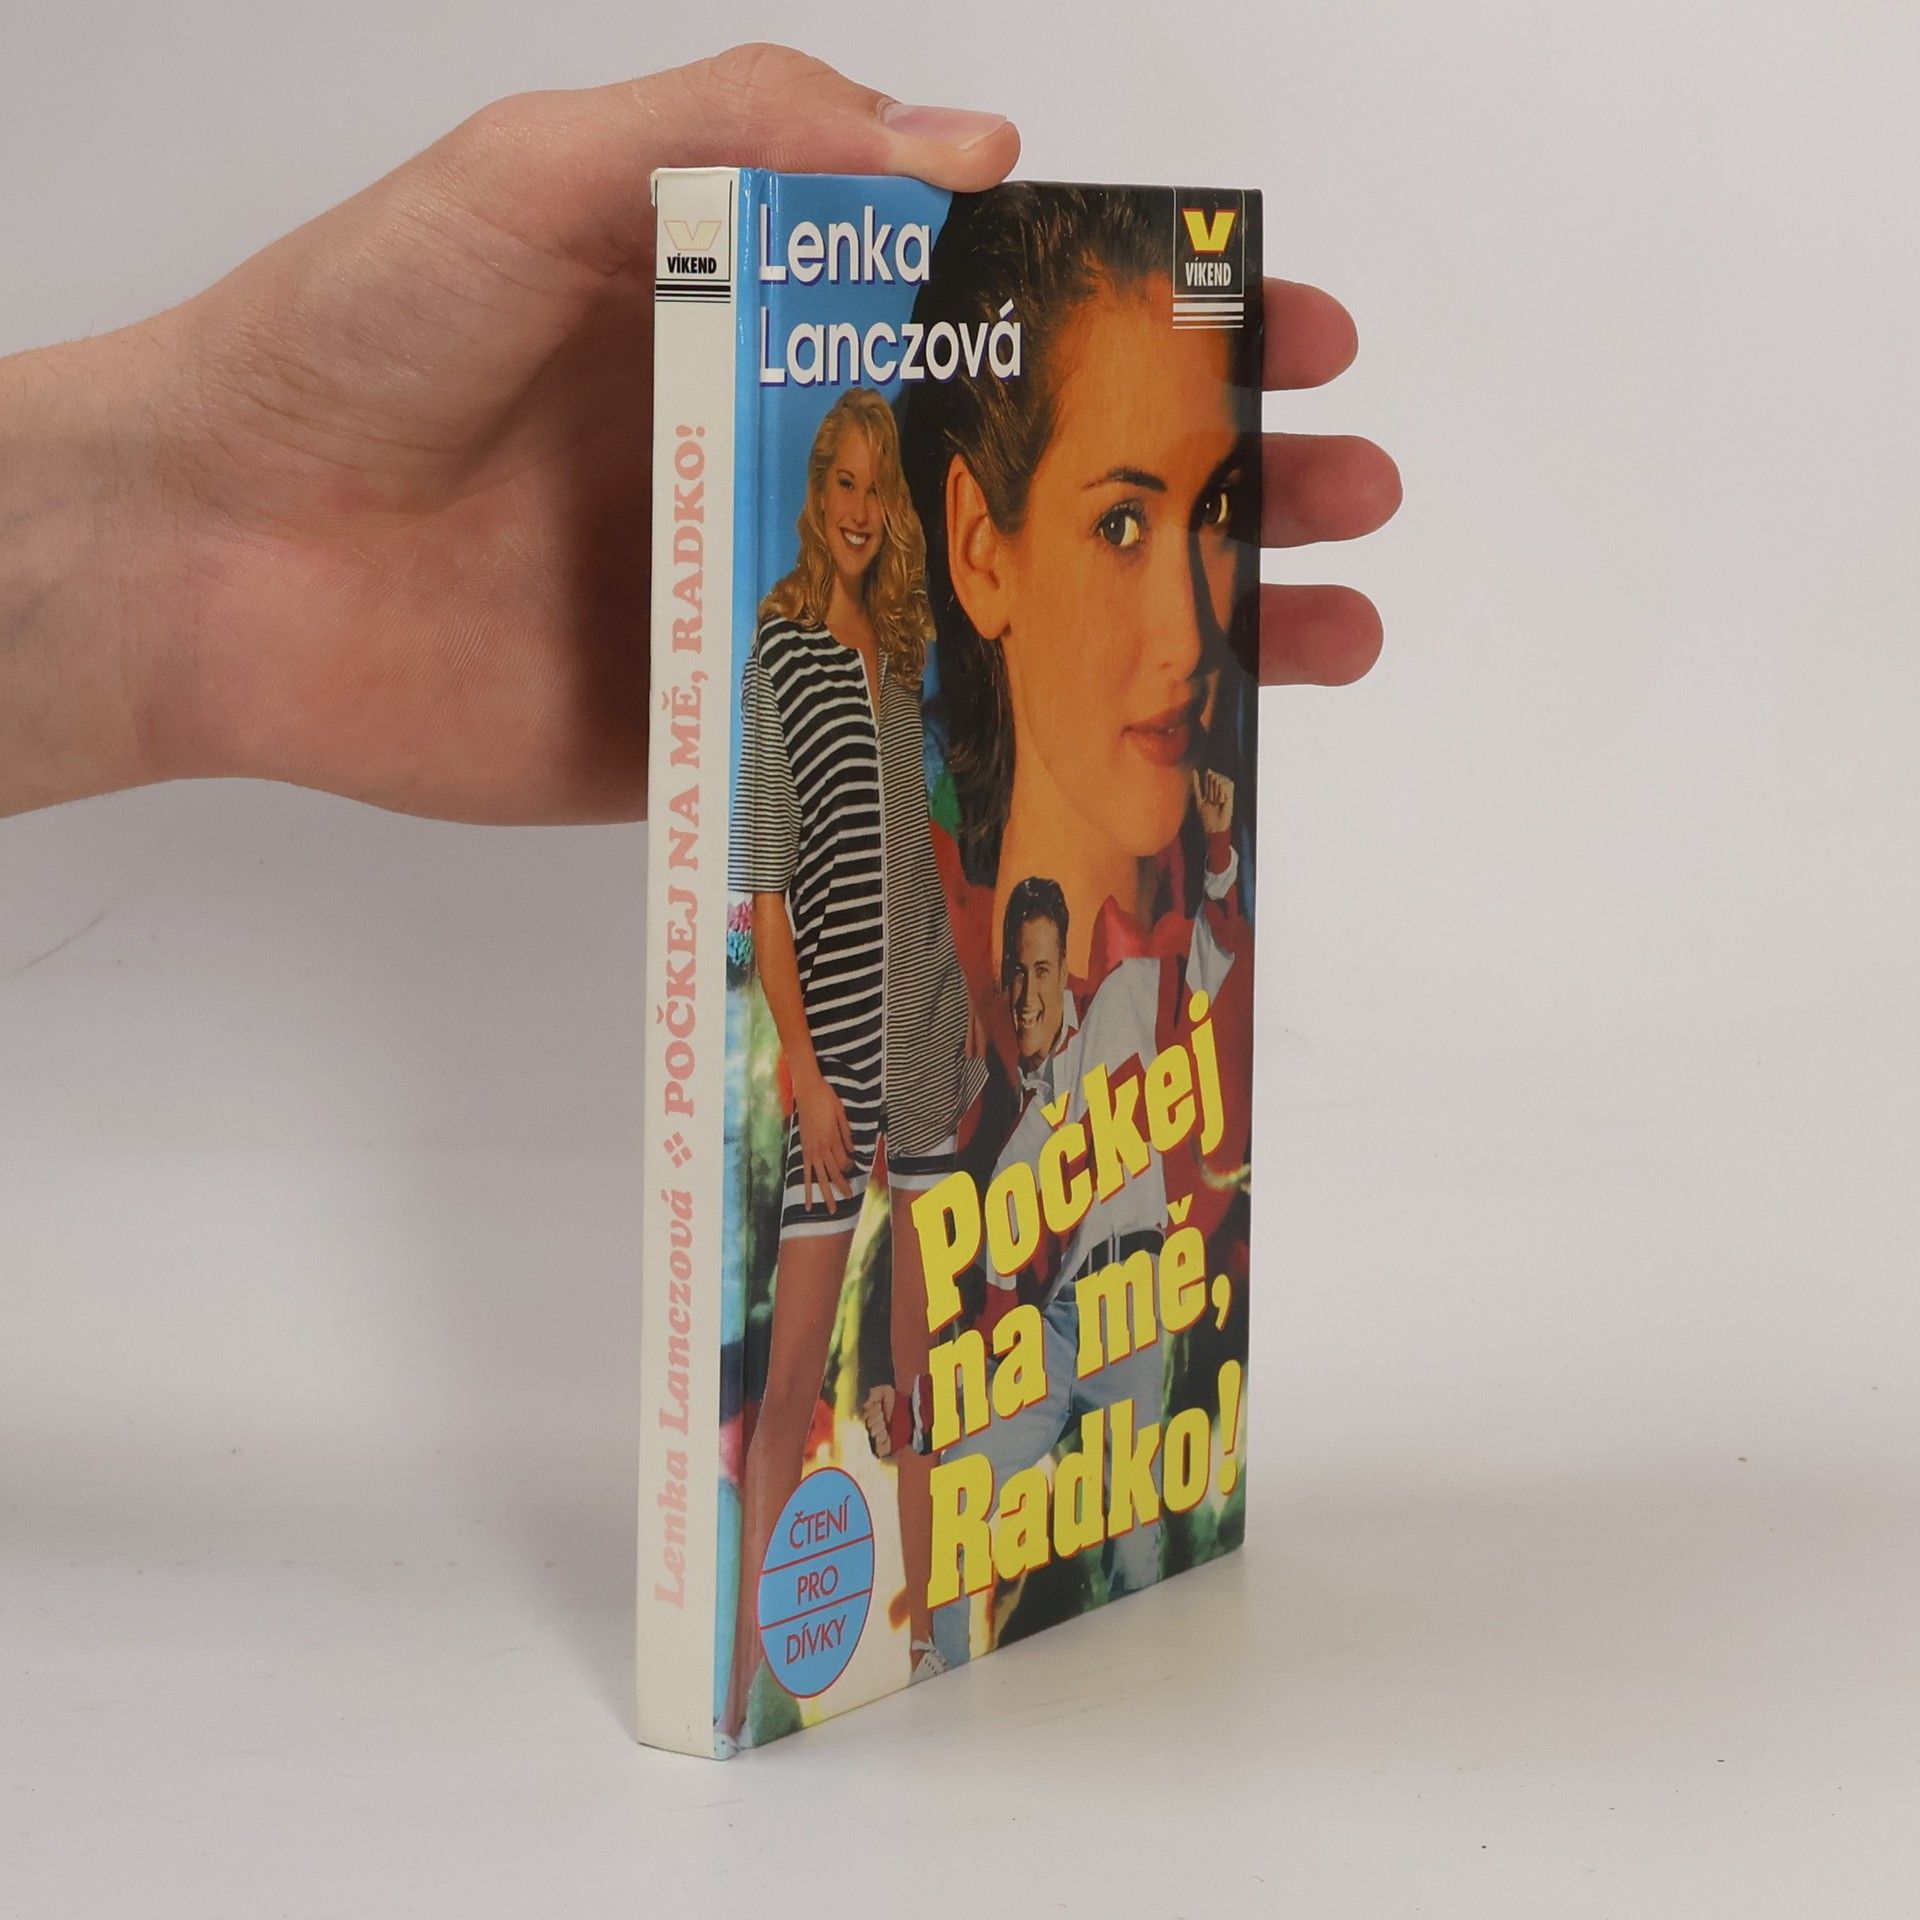 VÍKEND
Lenka Lanczová ❖ POČKEJ NA MĚ, RADKO!
Lenka
Lanczová
V
VÍKEND
Počkej
na mě,
Radko!
ČTENÍ
PRO
DÍVKY